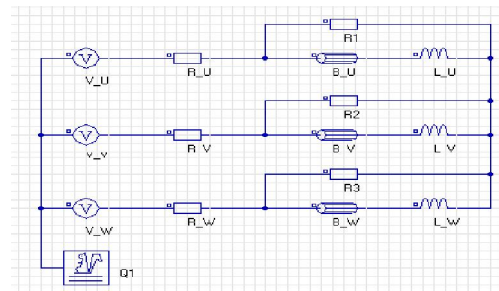 R1
V_U R_U B_U L_U
R2
V_V R_V B_V L_V
R3
V_W R_W B_W L_W
Q1